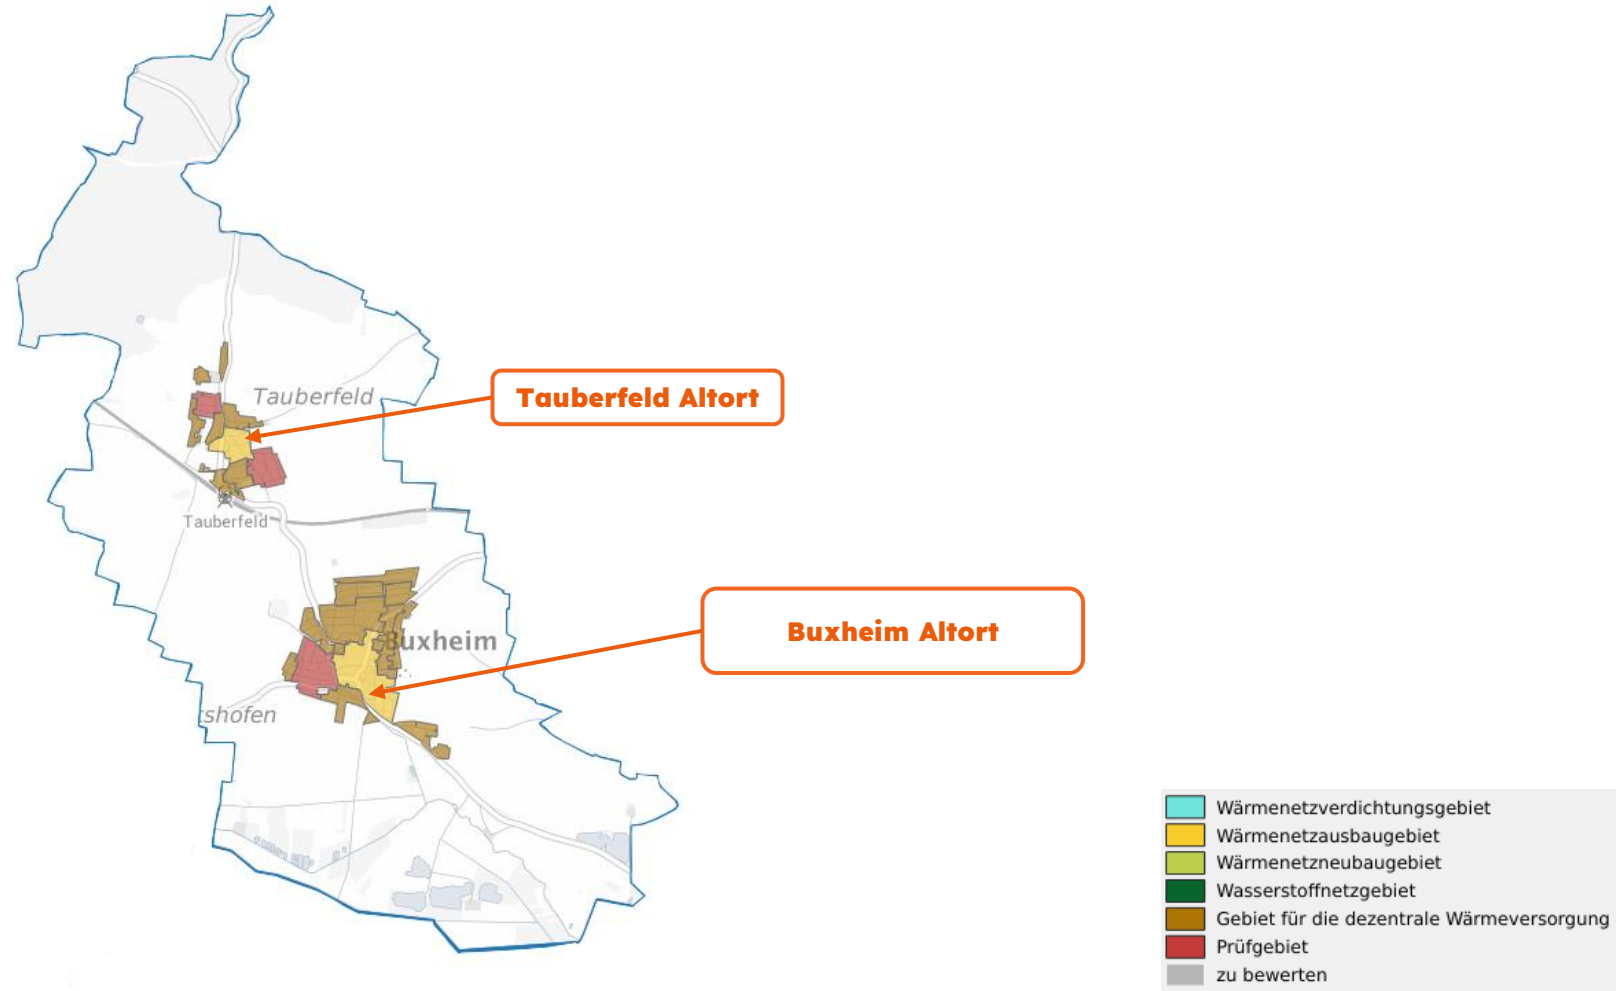 Tauberfeld
Tauberfeld Altort
Tauberfeld
Buxheim Altort
Buxheim
shofen
Wärmenetzverdichtungsgebiet
Wärmenetzausbaugebiet
Wärmenetzneubaugebiet
Wasserstoffnetzgebiet
Gebiet für die dezentrale Wärmeversorgung
Prüfgebiet
zu bewerten